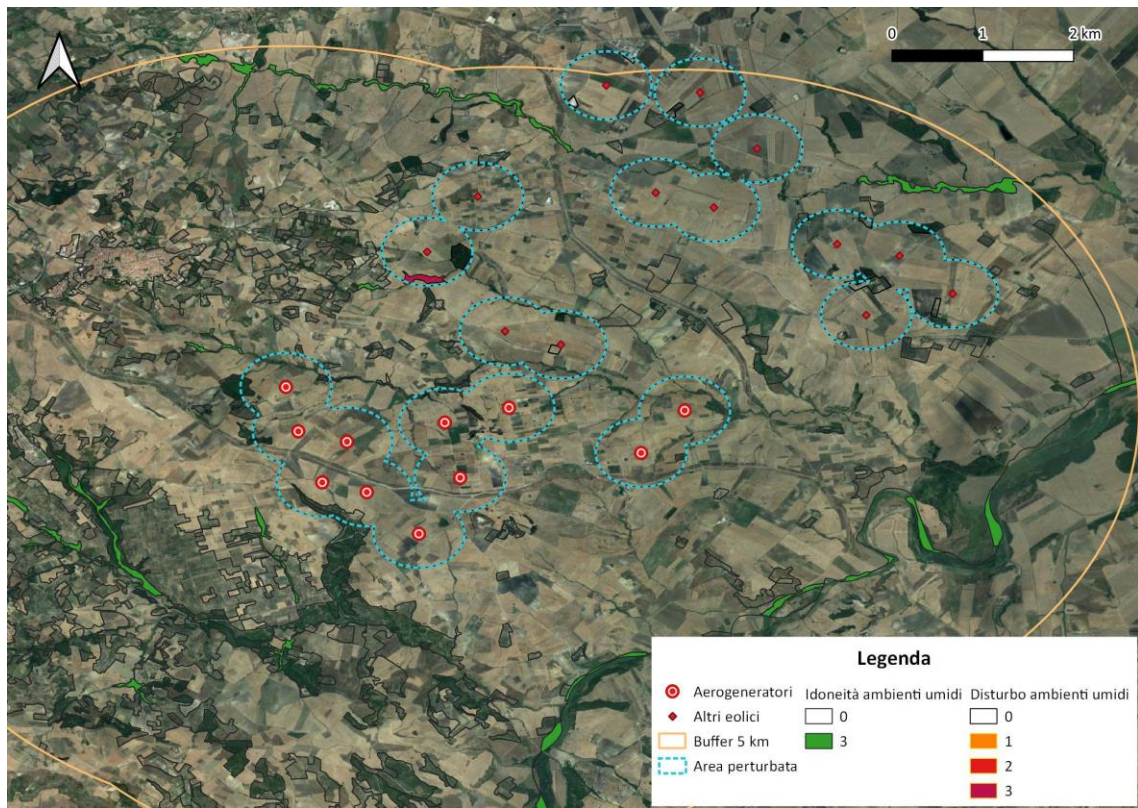 0 1 2 km
Legenda
Aerogeneratori
Altri eolici
Buffer 5 km
Area perturbata
Idoneità ambienti umidi
0
3
Disturbo ambienti umidi
0
1
2
3